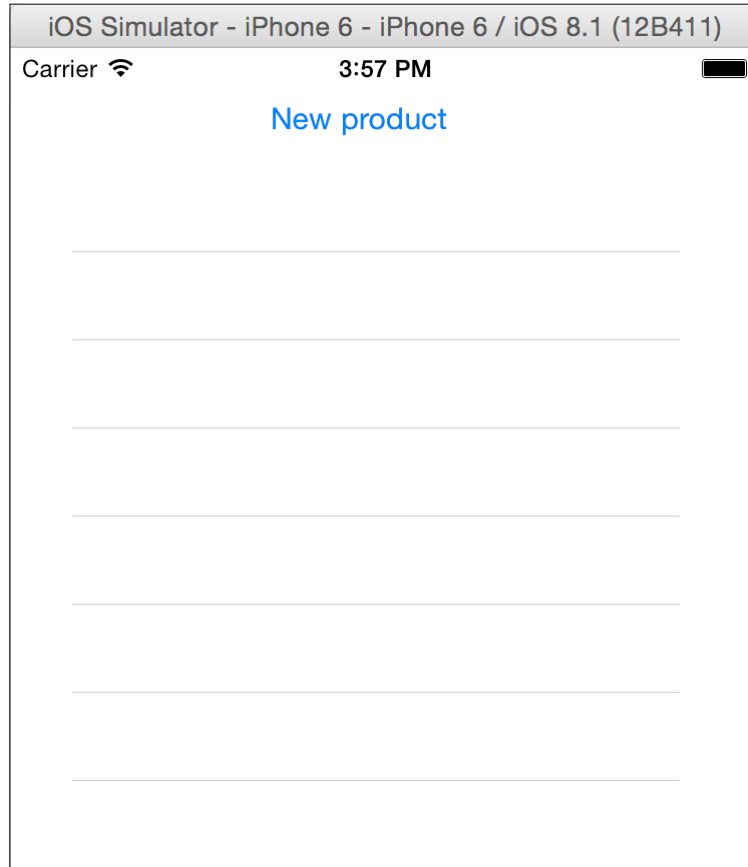 iOS Simulator - iPhone 6 - iPhone 6 / iOS 8.1 (12B411)
Carrier 3:57 PM
New product